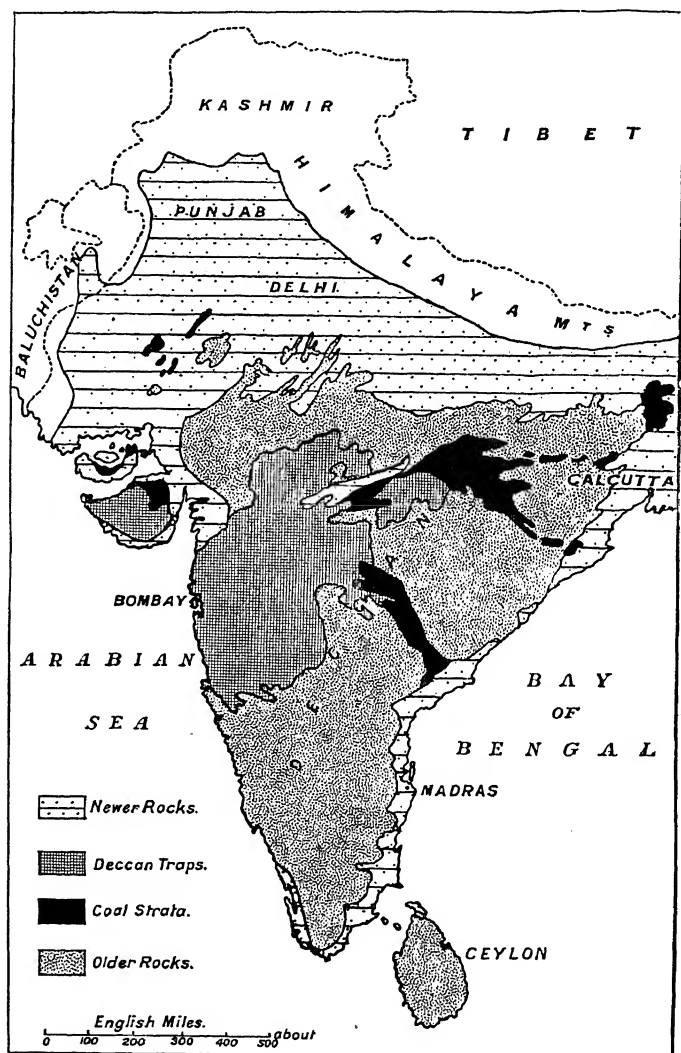 KASHMIR
TIBET
HIMALAYA MTS
PUNJAB
DELHI
BALUCHISTAN
CALCUTTA
DECCAN
BOMBAY
ARABIAN
SEA
BAY
OF
BENGAL
MADRAS
CEYLON
Newer Rocks.
Deccan Traps.
Coal Strata.
Older Rocks.
English Miles.
0 100 200 300 400 500 about